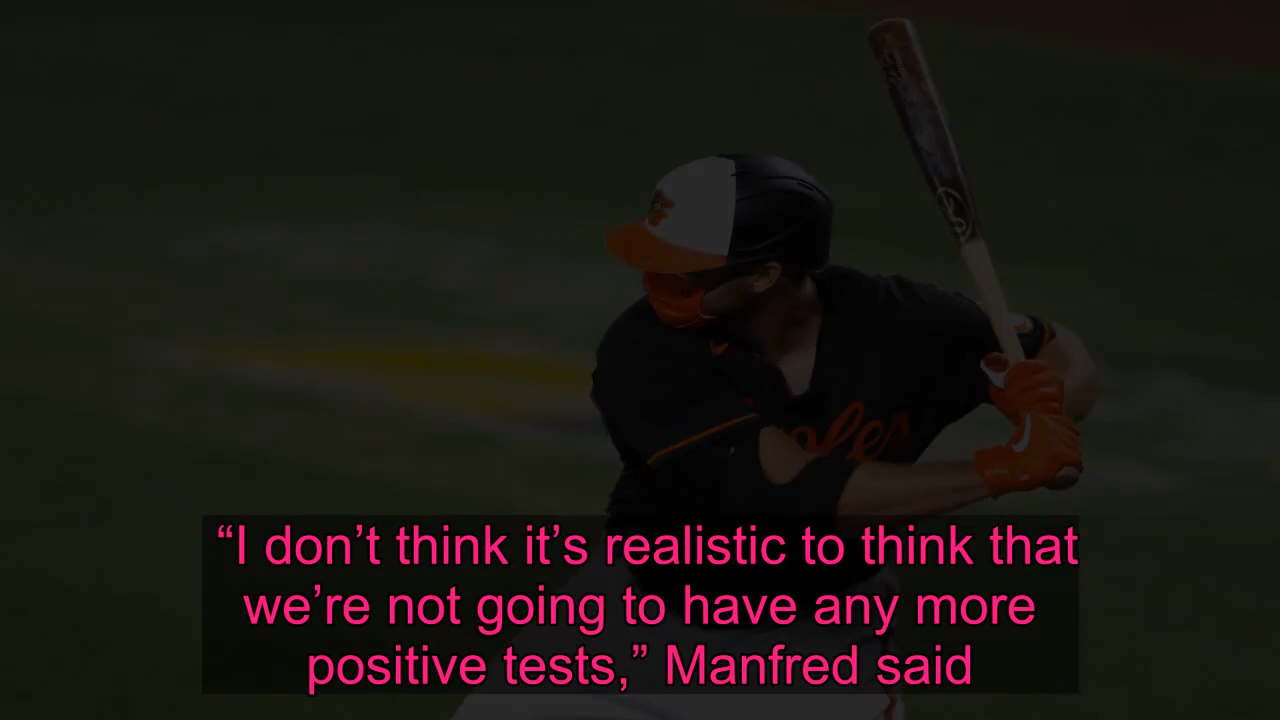 “I don’t think it’s realistic to think that
we’re not going to have any more
positive tests,” Manfred said